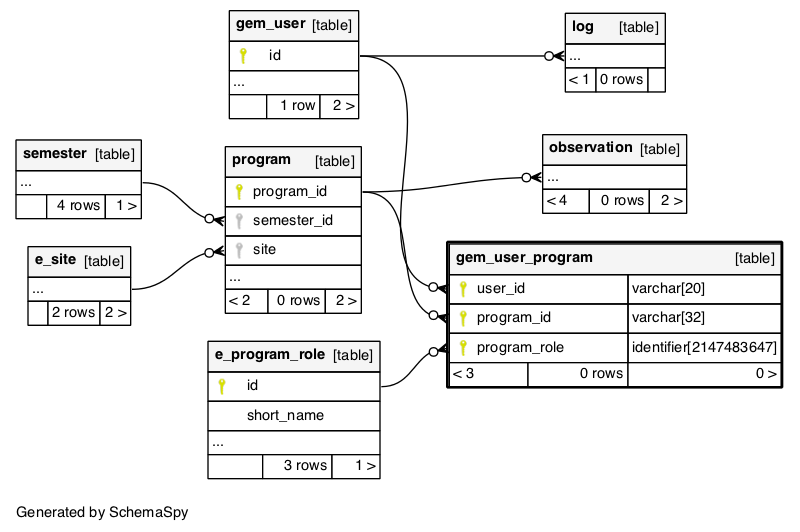 gem_user [table]
id
...
1 row 2 >
log [table]
...
< 1 0 rows
semester [table]
...
4 rows 1 >
program [table]
program_id
semester_id
site
...
< 2 0 rows 2 >
observation [table]
...
< 4 0 rows 2 >
e_site [table]
...
2 rows 2 >
gem_user_program [table]
user_id varchar[20]
program_id varchar[32]
program_role identifier[2147483647]
< 3 0 rows 0 >
e_program_role [table]
id
short_name
...
3 rows 1 >
Generated by SchemaSpy